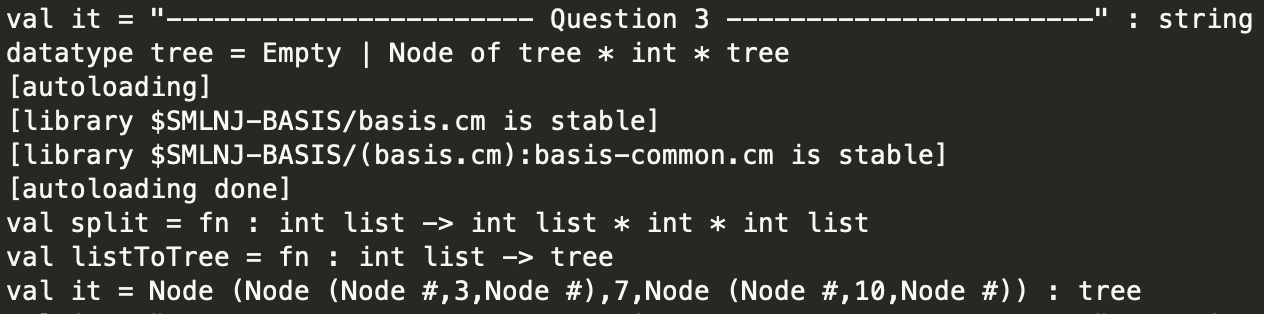 val it = "----------------------- Question 3 -----------------------" : string
datatype tree = Empty | Node of tree * int * tree
[autoloading]
[library $SMLNJ-BASIS/basis.cm is stable]
[library $SMLNJ-BASIS/(basis.cm):basis-common.cm is stable]
[autoloading done]
val split = fn : int list -> int list * int * int list
val listToTree = fn : int list -> tree
val it = Node (Node (Node #,3,Node #),7,Node (Node #,10,Node #)) : tree